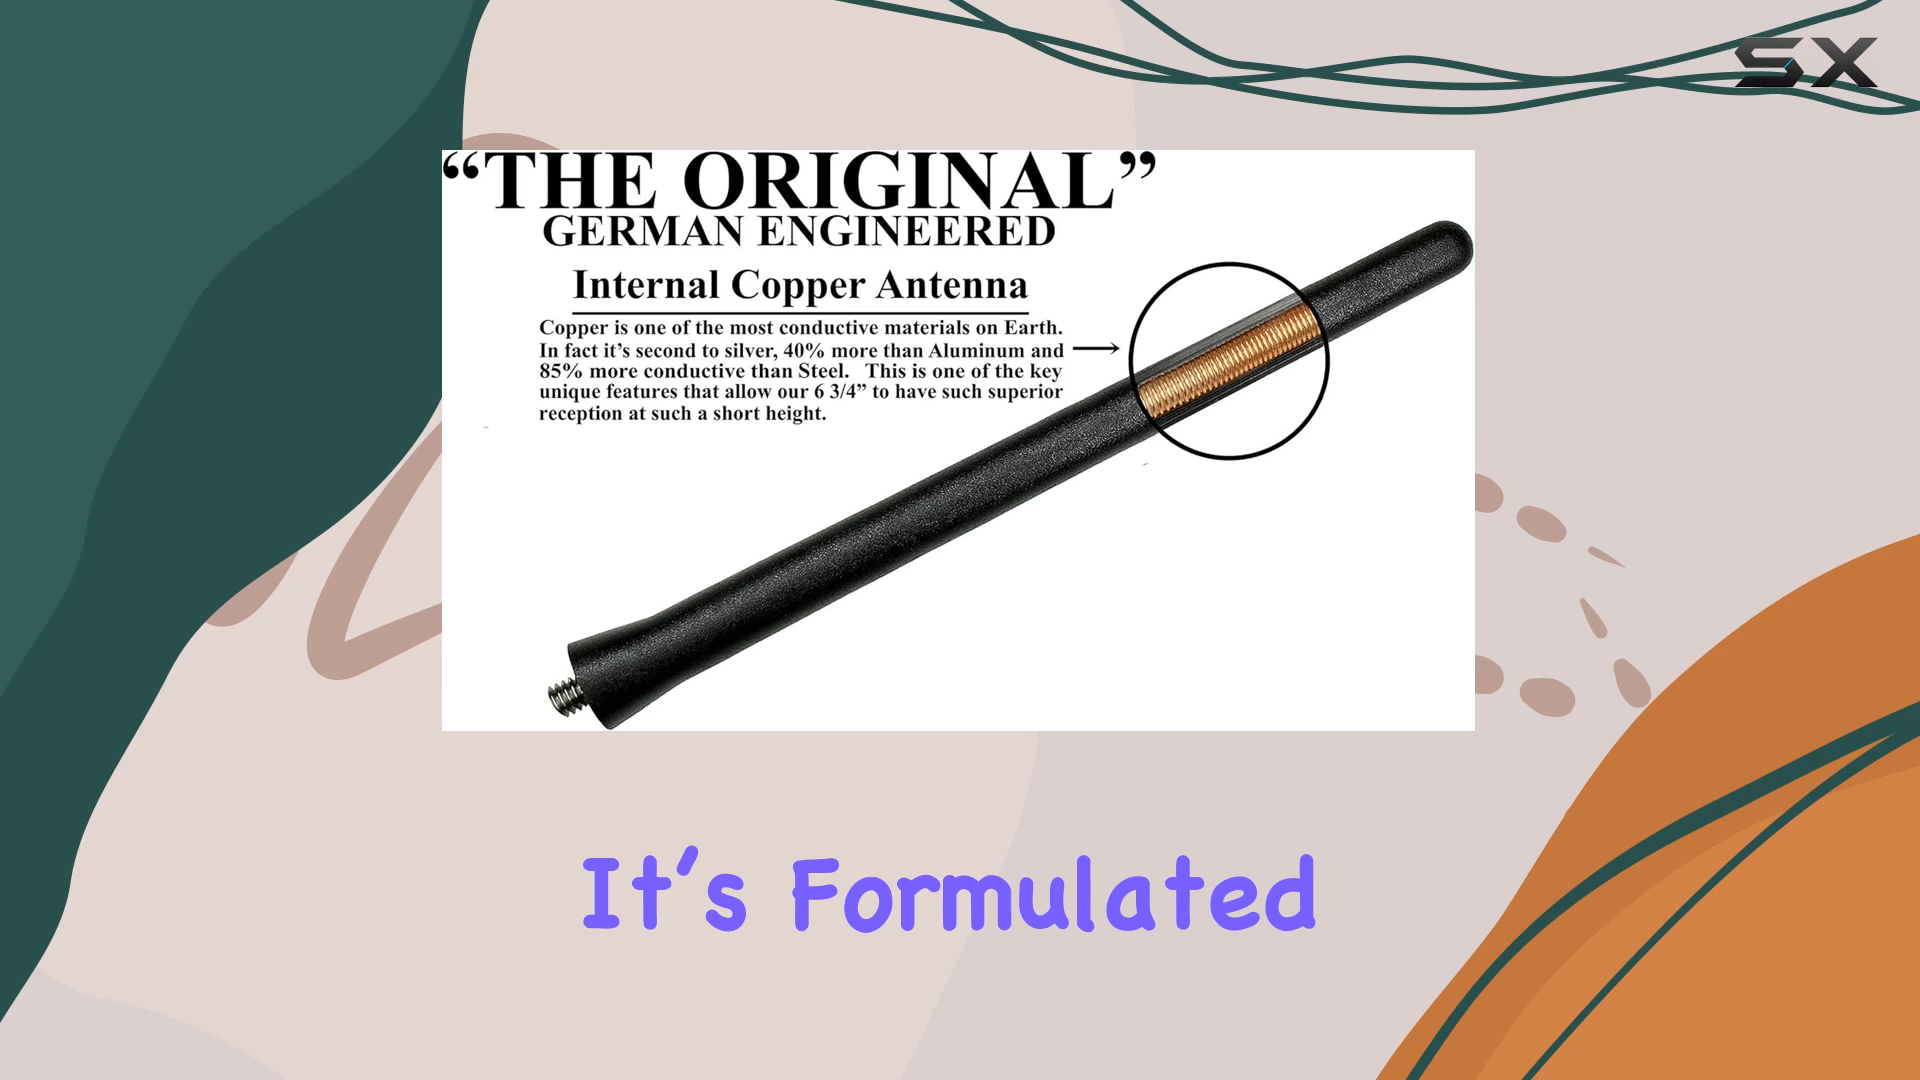 SX
“THE ORIGINAL”
GERMAN ENGINEERED
Internal Copper Antenna
Copper is one of the most conductive materials on Earth.
In fact it’s second to silver, 40% more than Aluminum and
85% more conductive than Steel. This is one of the key
unique features that allow our 6 3/4” to have such superior
reception at such a short height.
It’s Formulated